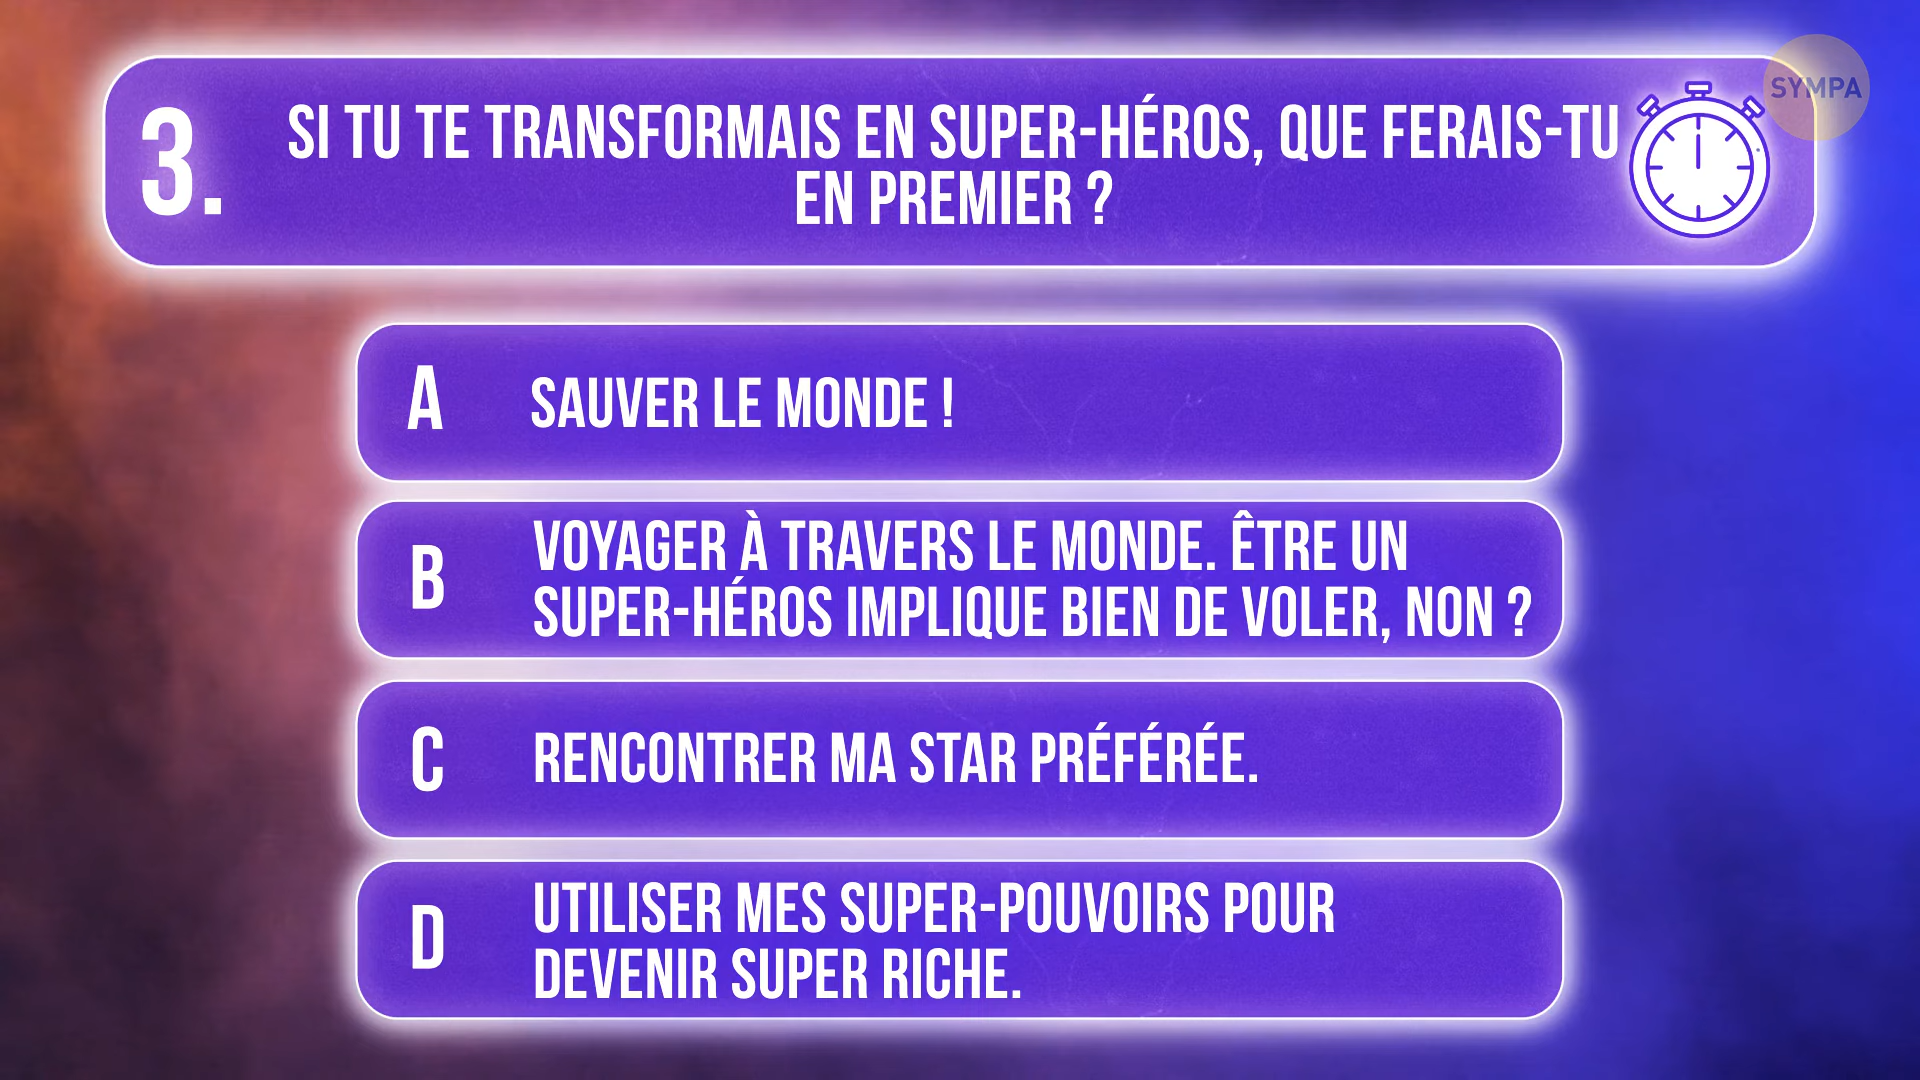 SYMPA
3.
SI TU TE TRANSFORMAIS EN SUPER-HÉROS, QUE FERAIS-TU
EN PREMIER ?
A
SAUVER LE MONDE !
B
VOYAGER À TRAVERS LE MONDE. ÊTRE UN
SUPER-HÉROS IMPLIQUE BIEN DE VOLER, NON ?
C
RENCONTRER MA STAR PRÉFÉRÉE.
D
UTILISER MES SUPER-POUVOIRS POUR
DEVENIR SUPER RICHE.